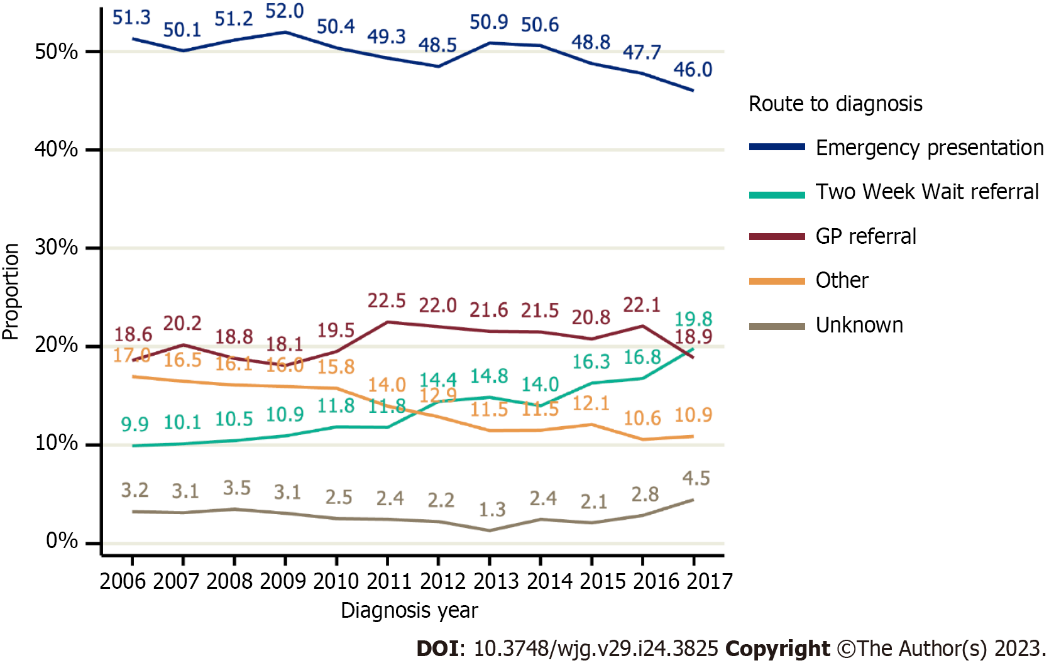 51.3 50.1 51.2 52.0 50.4 49.3 48.5 50.9 50.6 48.8 47.7 46.0
50%
40%
30%
20%
10%
0%
Proportion
18.6 20.2 18.8 18.1 19.5 22.5 22.0 21.6 21.5 20.8 22.1 18.9
17.0 16.5 16.1 16.0 15.8 14.0 12.9 11.5 11.5 12.1 10.6 10.9
9.9 10.1 10.5 10.9 11.8 11.8 14.4 14.8 14.0 16.3 16.8 19.8
3.2 3.1 3.5 3.1 2.5 2.4 2.2 1.3 2.4 2.1 2.8 4.5
2006 2007 2008 2009 2010 2011 2012 2013 2014 2015 2016 2017
Diagnosis year
Route to diagnosis
Emergency presentation
Two Week Wait referral
GP referral
Other
Unknown
DOI: 10.3748/wjg.v29.i24.3825 Copyright ©The Author(s) 2023.